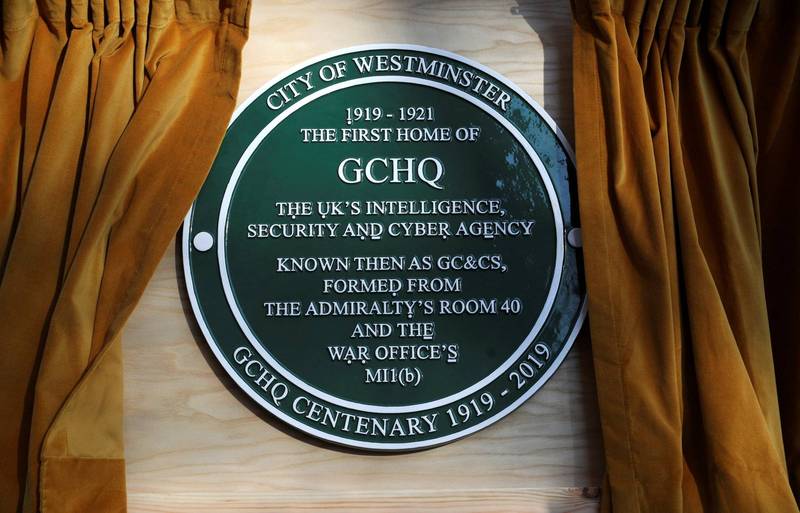 CITY OF WESTMINSTER
1919 - 1921
THE FIRST HOME OF
GCHQ
THE UK'S INTELLIGENCE,
SECURITY AND CYBER AGENCY
KNOWN THEN AS GC&CS,
FORMED FROM
THE ADMIRALTY'S ROOM 40
AND THE
WAR OFFICE'S
MI1(b)
GCHQ CENTENARY 1919 - 2019